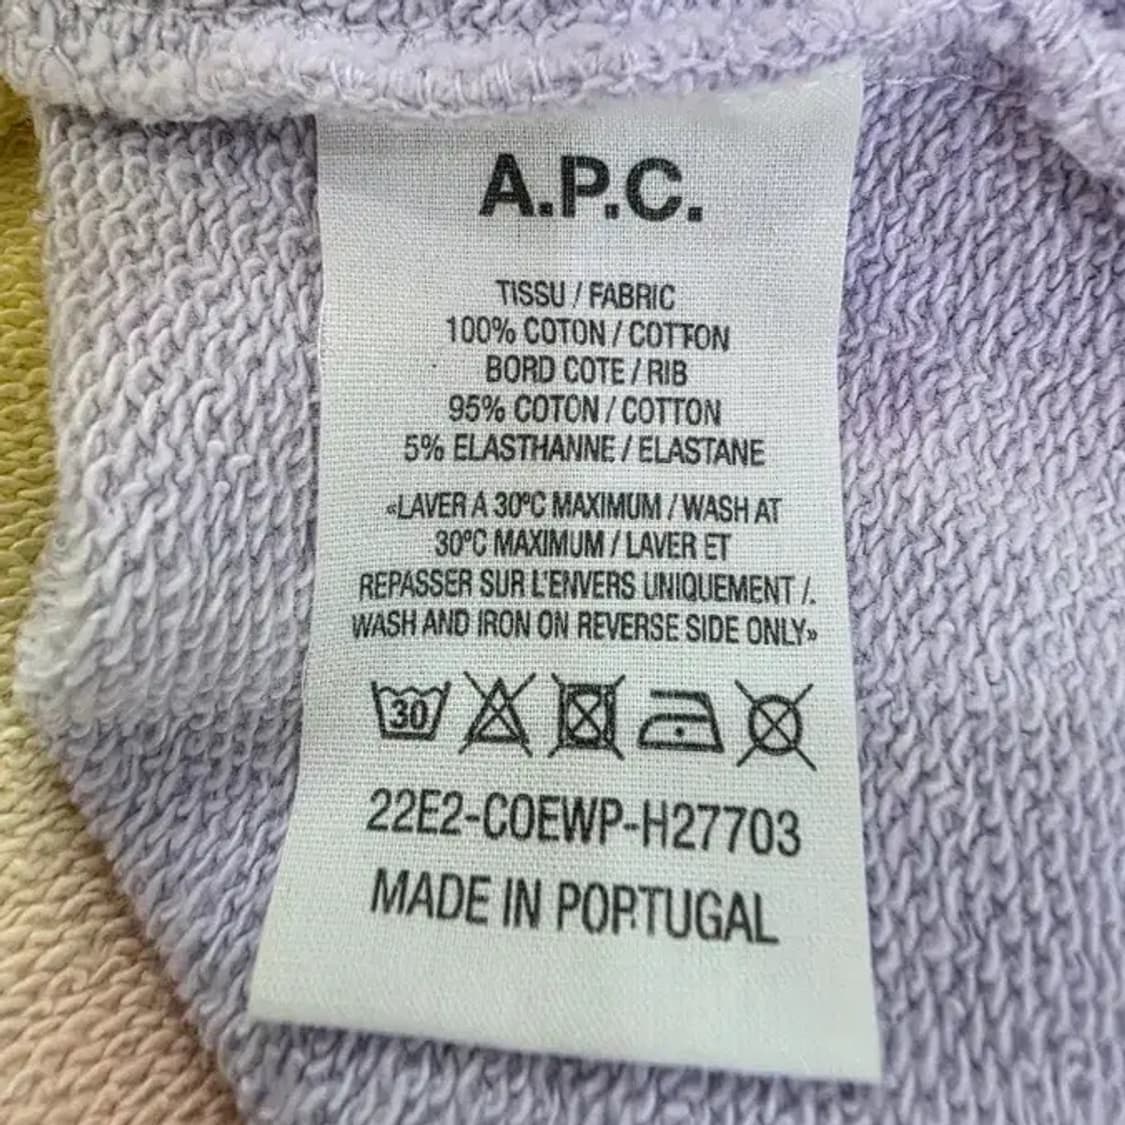 A.P.C.
TISSU / FABRIC
100% COTON / COTTON
BORD COTE / RIB
95% COTON / COTTON
5% ELASTHANNE / ELASTANE
«LAVER A 30ºC MAXIMUM / WASH AT
30ºC MAXIMUM / LAVER ET
REPASSER SUR L'ENVERS UNIQUEMENT /.
WASH AND IRON ON REVERSE SIDE ONLY»
30
22E2-COEWP-H27703
MADE IN PORTUGAL